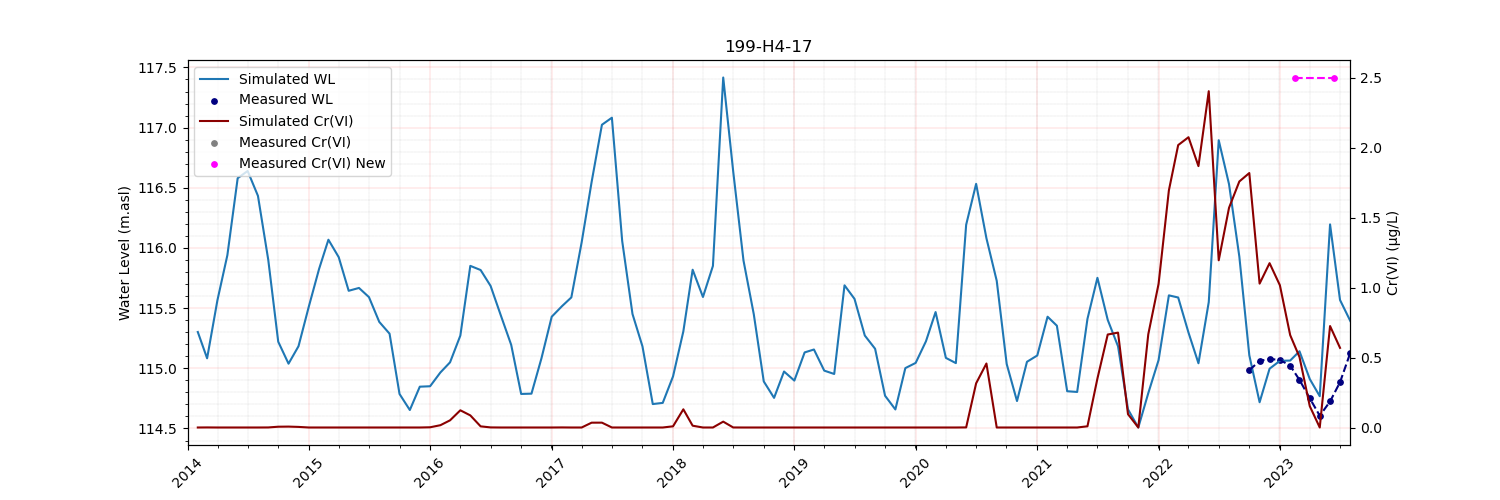 199-H4-17
117.5
117.0
116.5
116.0
115.5
115.0
114.5
Water Level (m.asl)
Simulated WL
Measured WL
Simulated Cr(VI)
Measured Cr(VI)
Measured Cr(VI) New
2.5
2.0
1.5
1.0
0.5
0.0
Cr(VI) (µg/L)
2014
2015
2016
2017
2018
2019
2020
2021
2022
2023